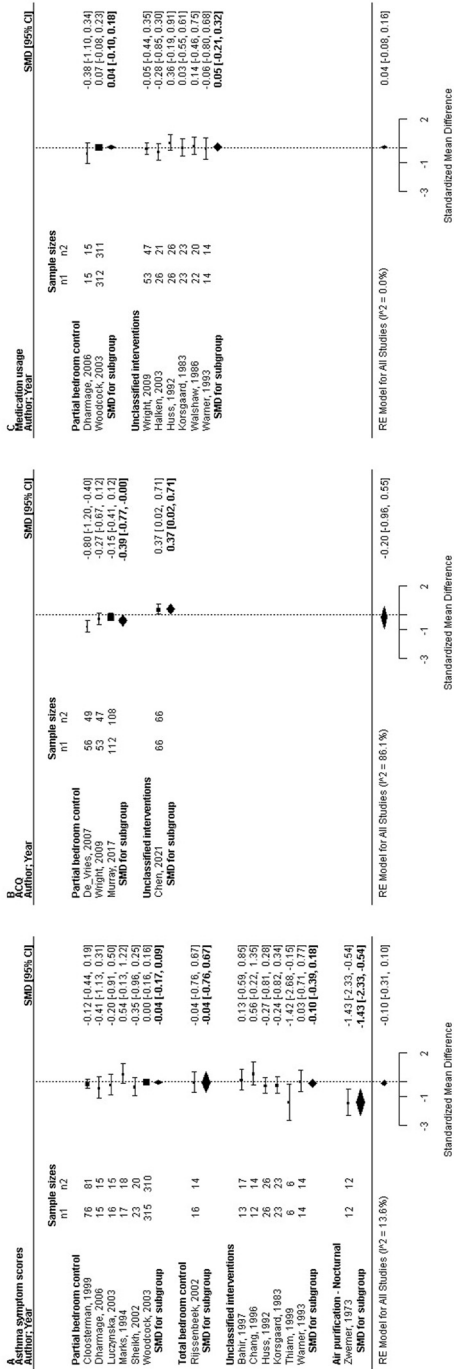 A
Asthma symptom scores
Author; Year SMD [95% CI]
Sample sizes
n1 n2
Partial bedroom control
Cloosterman, 1999 76 81 -0.12 [-0.44, 0.19]
Dharmage, 2006 15 15 -0.41 [-1.13, 0.31]
Luczynska, 2003 16 15 -0.20 [-0.91, 0.50]
Marks, 1994 17 18 0.54 [-0.13, 1.22]
Sheikh, 2002 23 20 -0.35 [-0.96, 0.25]
Woodcock, 2003 315 310 0.00 [-0.16, 0.16]
SMD for subgroup -0.04 [-0.17, 0.09]
Total bedroom control
Rijssenbeek, 2002 16 14 -0.04 [-0.76, 0.67]
SMD for subgroup -0.04 [-0.76, 0.67]
Unclassified interventions
Bahir, 1997 13 17 0.13 [-0.59, 0.85]
Chang, 1996 12 14 0.56 [-0.22, 1.35]
Huss, 1992 26 26 -0.27 [-0.81, 0.28]
Korsgaard, 1983 23 23 -0.24 [-0.82, 0.34]
Thiam, 1999 6 6 -1.42 [-2.68, -0.15]
Warner, 1993 14 14 0.03 [-0.71, 0.77]
SMD for subgroup -0.10 [-0.39, 0.18]
Air purification - Nocturnal
Zwemer, 1973 12 12 -1.43 [-2.33, -0.54]
SMD for subgroup -1.43 [-2.33, -0.54]
RE Model for All Studies (I^2 = 13.6%) -0.10 [-0.31, 0.10]
-3 -1 2
Standardized Mean Difference
B
ACQ
Author; Year SMD [95% CI]
Sample sizes
n1 n2
Partial bedroom control
De_Vries, 2007 56 49 -0.80 [-1.20, -0.40]
Wright, 2009 53 47 -0.27 [-0.67, 0.12]
Murray, 2017 112 108 -0.15 [-0.41, 0.12]
SMD for subgroup -0.39 [-0.77, -0.00]
Unclassified interventions
Chen, 2021 66 66 0.37 [ 0.02, 0.71]
SMD for subgroup 0.37 [ 0.02, 0.71]
RE Model for All Studies (I^2 = 86.1%) -0.20 [-0.96, 0.55]
-3 -1 2
Standardized Mean Difference
C
Medication usage
Author; Year SMD [95% CI]
Sample sizes
n1 n2
Partial bedroom control
Dharmage, 2006 15 15 -0.38 [-1.10, 0.34]
Woodcock, 2003 312 311 0.07 [-0.08, 0.23]
SMD for subgroup 0.04 [-0.10, 0.18]
Unclassified interventions
Wright, 2009 53 47 -0.05 [-0.44, 0.35]
Halken, 2003 26 21 -0.28 [-0.85, 0.30]
Huss, 1992 26 26 0.36 [-0.19, 0.91]
Korsgaard, 1983 23 23 0.03 [-0.55, 0.61]
Walshaw, 1986 22 20 0.14 [-0.46, 0.75]
Warner, 1993 14 14 -0.06 [-0.80, 0.68]
SMD for subgroup 0.05 [-0.21, 0.32]
RE Model for All Studies (I^2 = 0.0%) 0.04 [-0.08, 0.16]
-3 -1 2
Standardized Mean Difference